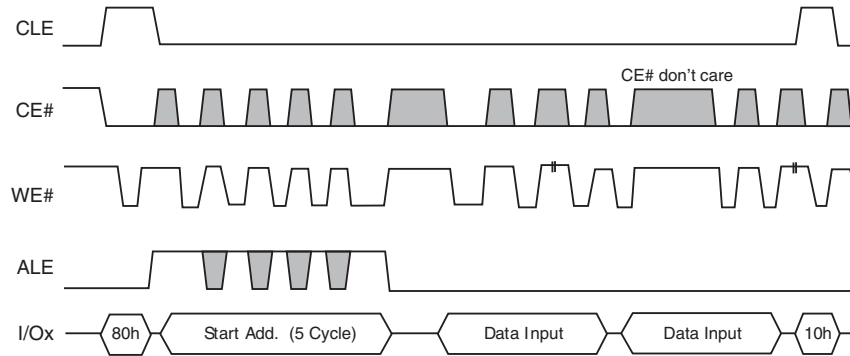 CLE
CE# don't care
CE#
WE#
ALE
I/Ox
80h
Start Add. (5 Cycle)
Data Input
Data Input
10h